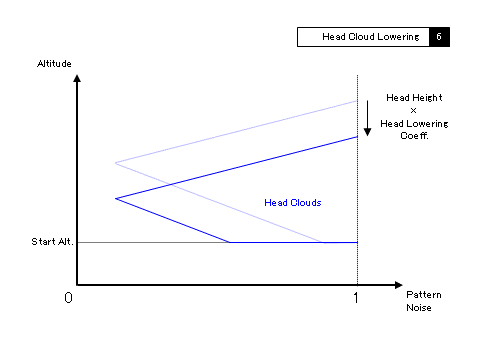 Head Cloud Lowering 6
Altitude
Head Height
×
Head Lowering
Coeff.
Head Clouds
Start Alt.
0
1
Pattern
Noise